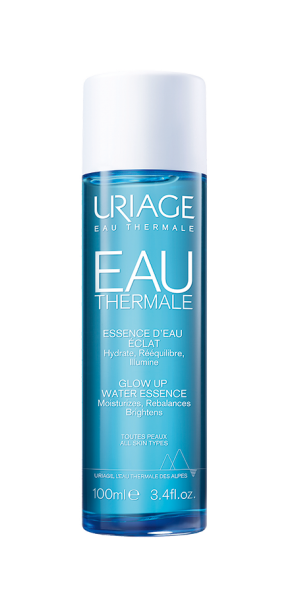 URIAGE
EAU THERMALE
EAU
THERMALE
ESSENCE D'EAU
ÉCLAT
Hydrate, Rééquilibre,
Illumine
GLOW UP
WATER ESSENCE
Moisturizes, Rebalances
Brightens
TOUTES PEAUX
ALL SKIN TYPES
URIAGE, L'EAU THERMALE DES ALPES
100ml e 3.4fl.oz.